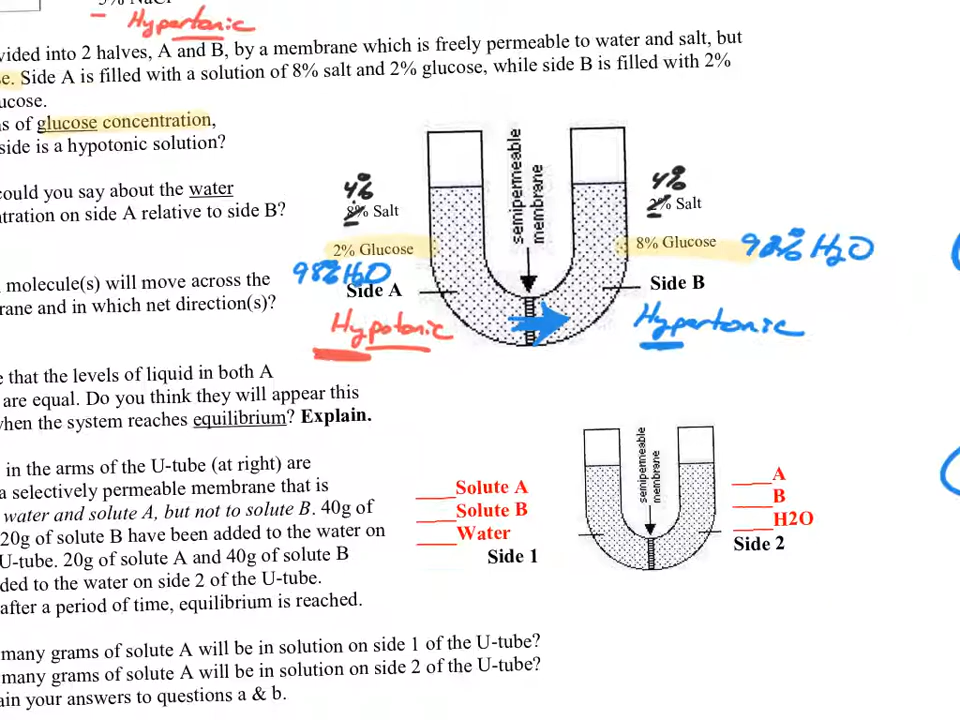 Hypertonic
vided into 2 halves, A and B, by a membrane which is freely permeable to water and salt, but
se. Side A is filled with a solution of 8% salt and 2% glucose, while side B is filled with 2%
ucose.
s of glucose concentration,
side is a hypotonic solution?
could you say about the water
tration on side A relative to side B?
molecule(s) will move across the
rane and in which net direction(s)?
semipermeable
membrane
4%
8% Salt
2% Glucose
98% H2O
Side A
Hypotonic
4%
2% Salt
8% Glucose
92% H2O
Side B
Hypertonic
e that the levels of liquid in both A
are equal. Do you think they will appear this
when the system reaches equilibrium? Explain.
in the arms of the U-tube (at right) are
a selectively permeable membrane that is
water and solute A, but not to solute B. 40g of
20g of solute B have been added to the water on
U-tube. 20g of solute A and 40g of solute B
ded to the water on side 2 of the U-tube.
after a period of time, equilibrium is reached.
____Solute A
____Solute B
____Water
Side 1
semipermeable
membrane
____A
____B
____H2O
Side 2
many grams of solute A will be in solution on side 1 of the U-tube?
many grams of solute A will be in solution on side 2 of the U-tube?
ain your answers to questions a & b.